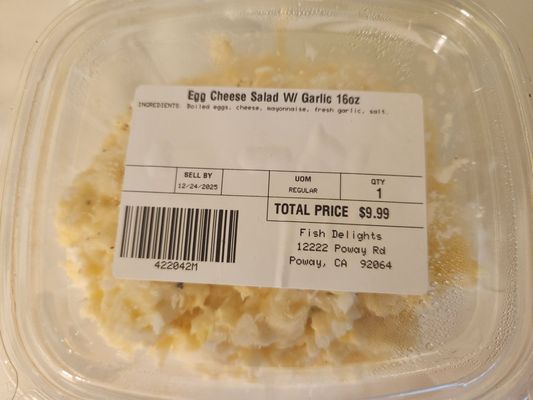 Egg Cheese Salad W/ Garlic 16oz
INGREDIENTS: Boiled eggs, cheese, mayonnaise, fresh garlic, salt.
SELL BY
12/24/2025
UOM
REGULAR
QTY
1
TOTAL PRICE $9.99
422042M
Fish Delights
12222 Poway Rd
Poway, CA 92064